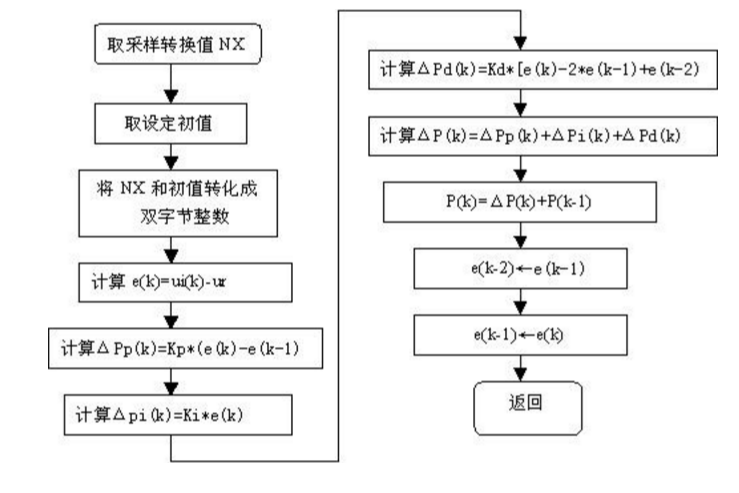 取采样转换值NX
取设定初值
将 NX 和初值转化成
双字节整数
计算 e(k)=ui(k)-ur
计算△Pp(k)=Kp*(e(k)-e(k-1)
计算△pi(k)=Ki*e(k)
计算△Pd(k)=Kd*[e(k)-2*e(k-1)+e(k-2)
计算△P(k)=△Pp(k)+△Pi(k)+△Pd(k)
P(k)=△P(k)+P(k-1)
e(k-2)←e(k-1)
e(k-1)←e(k)
返回